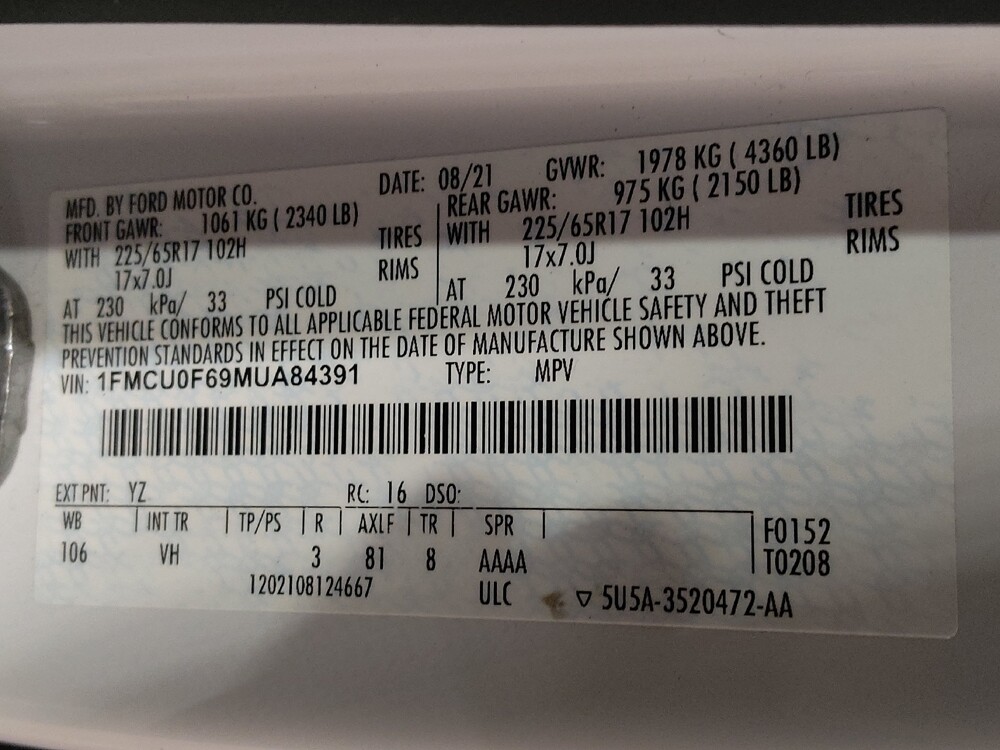 MFD. BY FORD MOTOR CO. DATE: 08/21 GVWR: 1978 KG ( 4360 LB)
FRONT GAWR: 1061 KG ( 2340 LB) REAR GAWR: 975 KG ( 2150 LB)
WITH 225/65R17 102H TIRES WITH 225/65R17 102H TIRES
17x7.0J RIMS 17x7.0J RIMS
AT 230 kPa/ 33 PSI COLD AT 230 kPa/ 33 PSI COLD
THIS VEHICLE CONFORMS TO ALL APPLICABLE FEDERAL MOTOR VEHICLE SAFETY AND THEFT
PREVENTION STANDARDS IN EFFECT ON THE DATE OF MANUFACTURE SHOWN ABOVE.
VIN: 1FMCU0F69MUA84391 TYPE: MPV
EXT PNT: YZ RC: 16 DSO:
WB | INT TR | TP/PS | R | AXLE | TR | SPR | F0152
106 VH 3 81 8 AAAA T0208
1202108124667 ULC ▽ 5U5A-3520472-AA